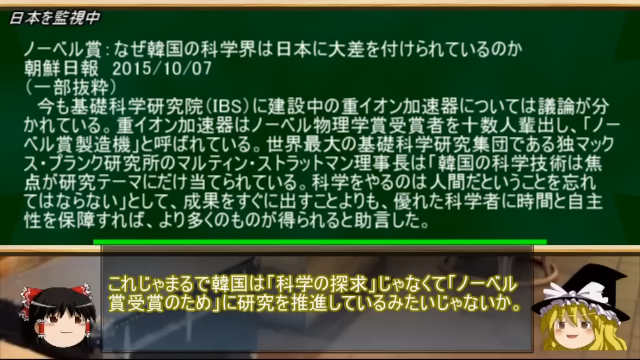 日本を監視中
ノーベル賞：なぜ韓国の科学界は日本に大差を付けられているのか
朝鮮日報　2015/10/07
（一部抜粋）
　今も基礎科学研究院（IBS）に建設中の重イオン加速器については議論が分
かれている。重イオン加速器はノーベル物理学賞受賞者を十数人輩出し、「ノー
ベル賞製造機」と呼ばれている。世界最大の基礎科学研究集団である独マック
ス・プランク研究所のマルティン・ストラットマン理事長は「韓国の科学技術は焦
点が研究テーマにだけ当てられている。科学をやるのは人間だということを忘れ
てはならない」として、成果をすぐに出すことよりも、優れた科学者に時間と自主
性を保障すれば、より多くのものが得られると助言した。
これじゃまるで韓国は「科学の探求」じゃなくて「ノーベル
賞受賞のため」に研究を推進しているみたいじゃないか。